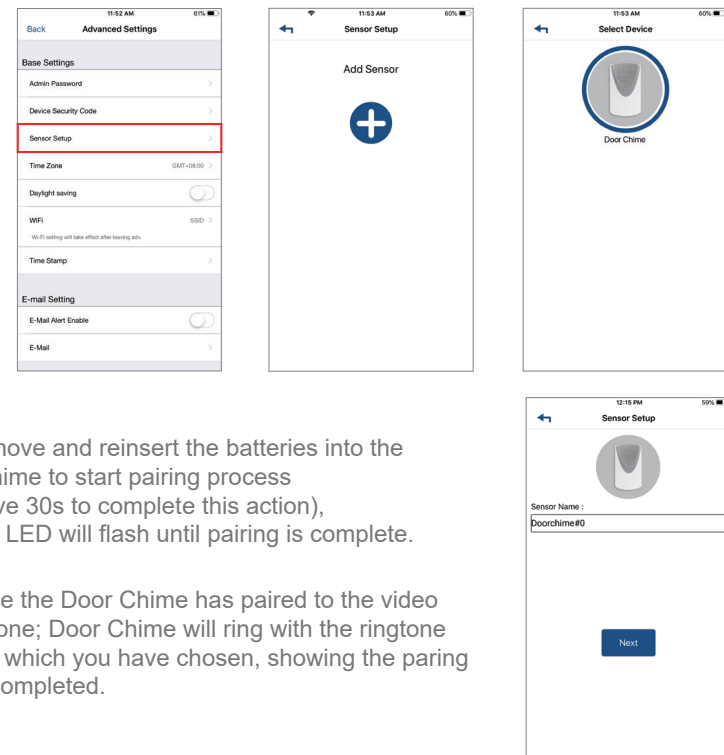 11:52 AM 61%
Back Advanced Settings
Base Settings
Admin Password
Device Security Code
Sensor Setup
Time Zone GMT+08:00
Daylight saving
WiFi SSID
Wi-Fi setting will take effect after leaving adv.
Time Stamp
E-mail Setting
E-Mail Alert Enable
E-Mail
11:53 AM 60%
Sensor Setup
Add Sensor
11:53 AM 60%
Select Device
Door Chime
move and reinsert the batteries into the
ime to start pairing process
ve 30s to complete this action),
LED will flash until pairing is complete.
e the Door Chime has paired to the video
one; Door Chime will ring with the ringtone
which you have chosen, showing the paring
ompleted.
12:15 PM 59%
Sensor Setup
Sensor Name :
Doorchime#0
Next